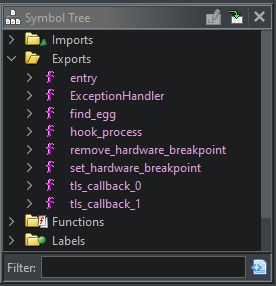 Symbol Tree
Imports
Exports
entry
ExceptionHandler
find_egg
hook_process
remove_hardware_breakpoint
set_hardware_breakpoint
tls_callback_0
tls_callback_1
Functions
Labels
Filter: